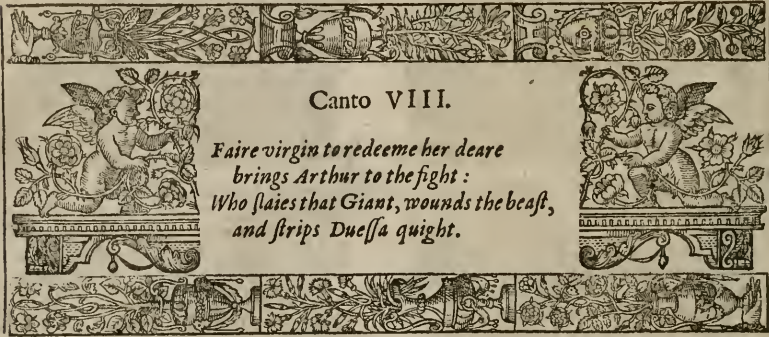 Canto VIII.
Faire virgin to redeeme her deare
brings Arthur to the fight :
Who ſlaies that Giant, wounds the beaſt,
and ſtrips Dueſſa quight.